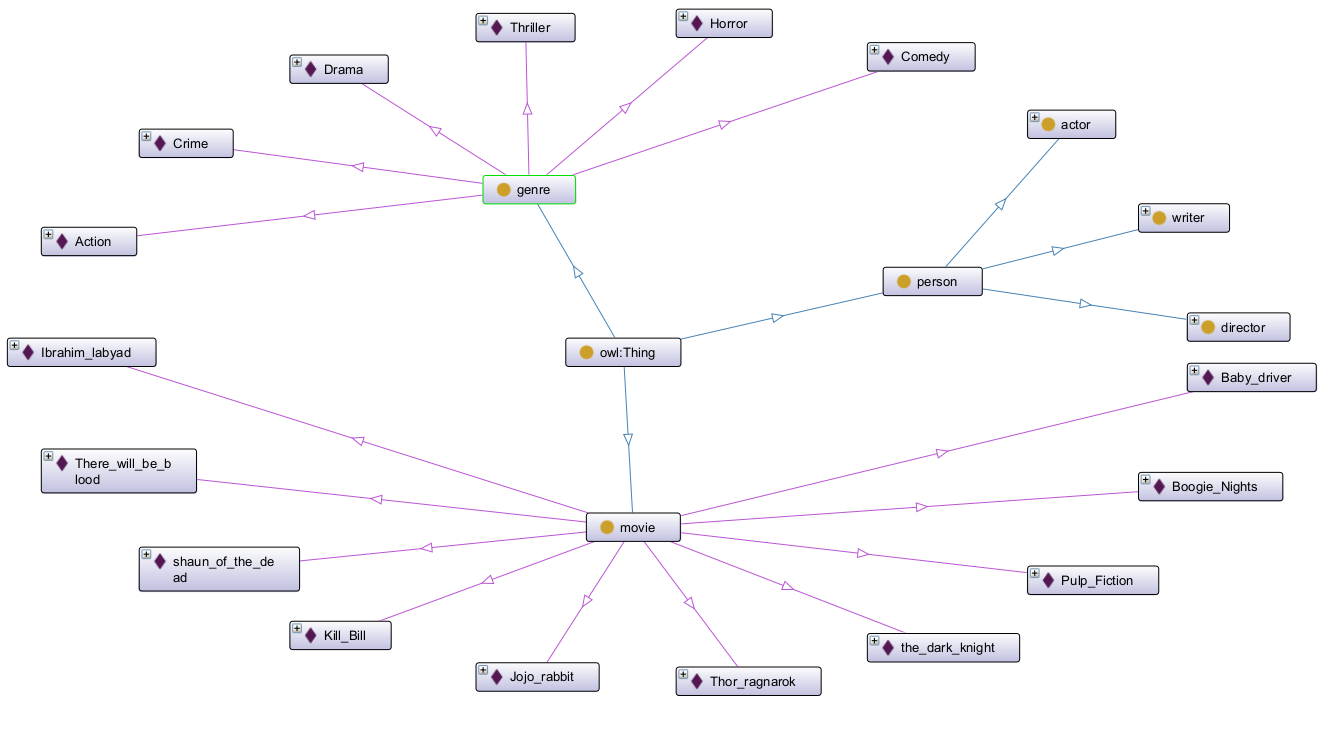 Thriller
Horror
Comedy
Drama
actor
Crime
genre
writer
Action
person
director
Ibrahim_labyad
owl:Thing
Baby_driver
There_will_be_b
lood
Boogie_Nights
movie
shaun_of_the_de
ad
Pulp_Fiction
Kill_Bill
the_dark_knight
Jojo_rabbit
Thor_ragnarok